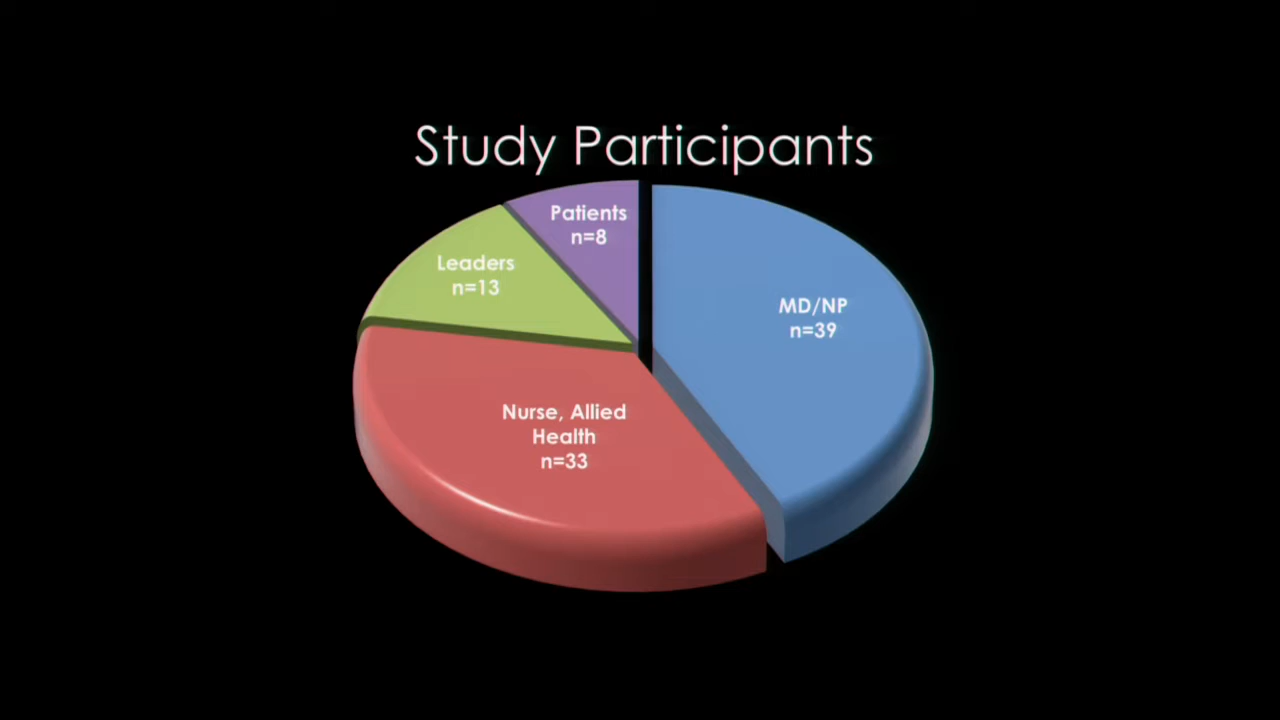 Study Participants
Patients
n=8
Leaders
n=13
MD/NP
n=39
Nurse, Allied
Health
n=33